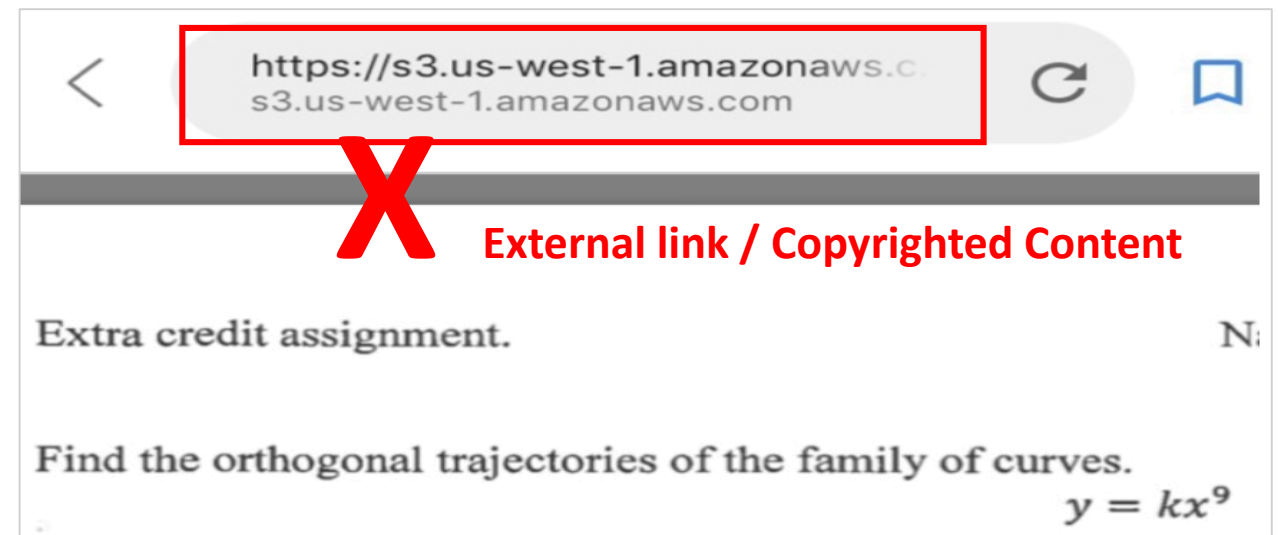 https://s3.us-west-1.amazonaws.c.
s3.us-west-1.amazonaws.com
X
External link / Copyrighted Content
Extra credit assignment.
Find the orthogonal trajectories of the family of curves.
y = kx⁹